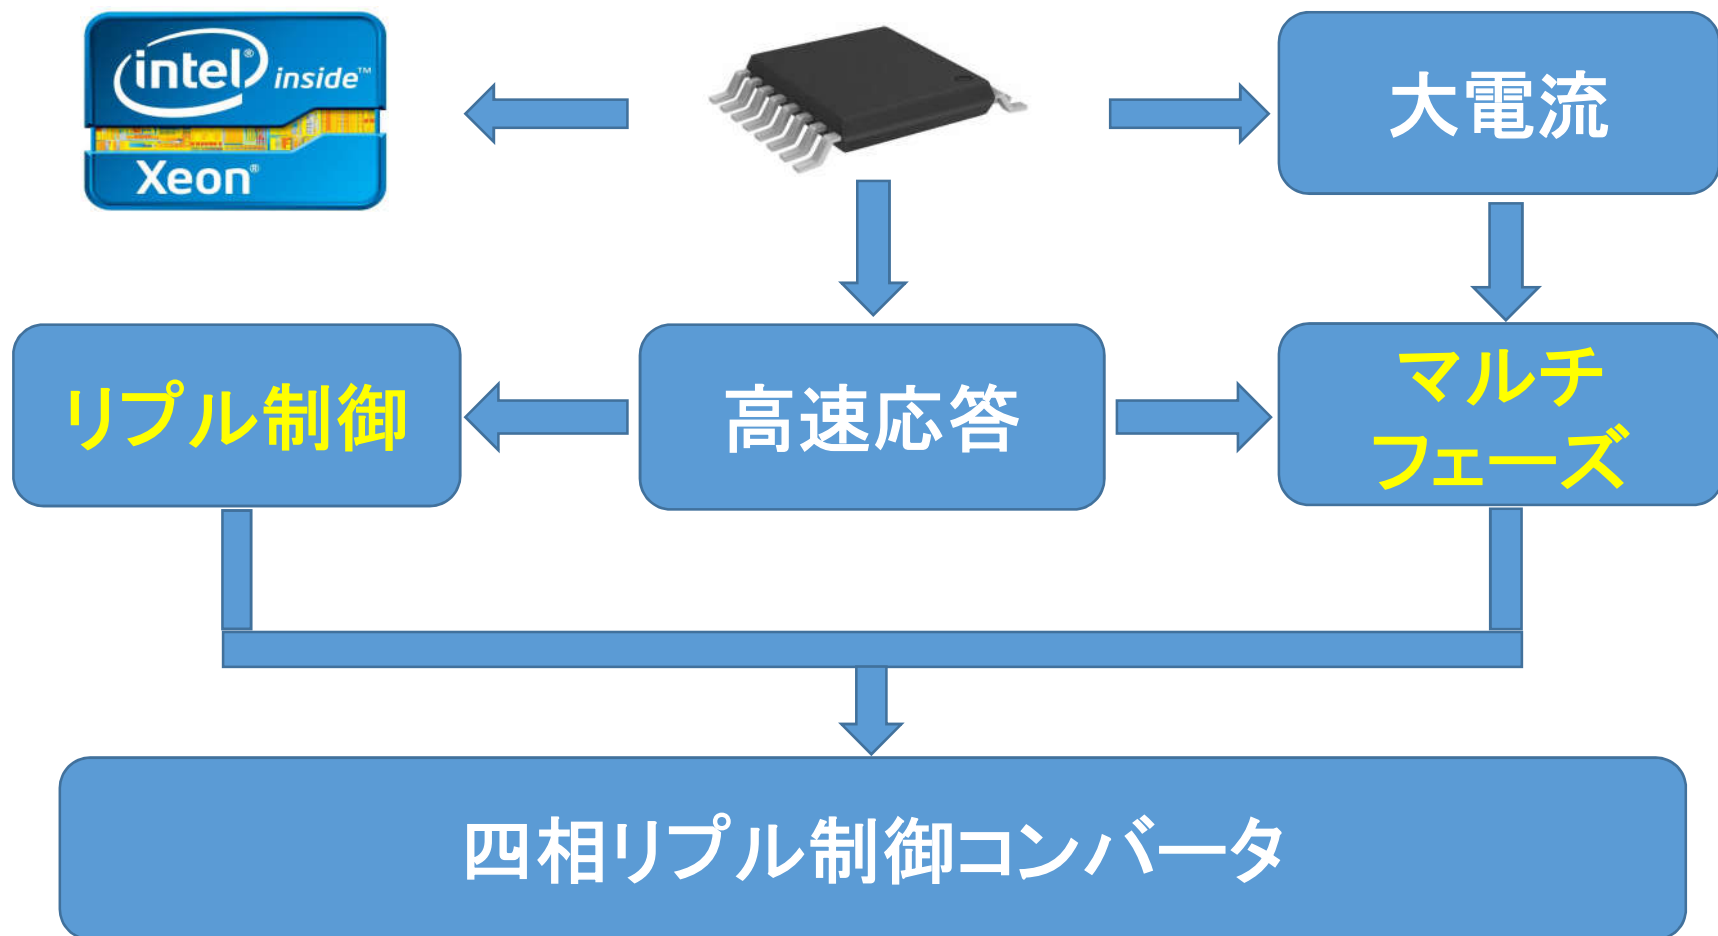 intel® inside™
Xeon®
大電流
リプル制御
高速応答
マルチ
フェーズ
四相リプル制御コンバータ